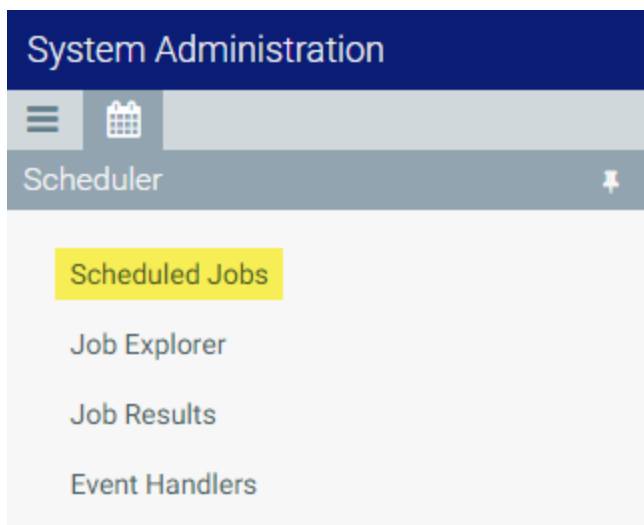 System Administration
Scheduler
Scheduled Jobs
Job Explorer
Job Results
Event Handlers